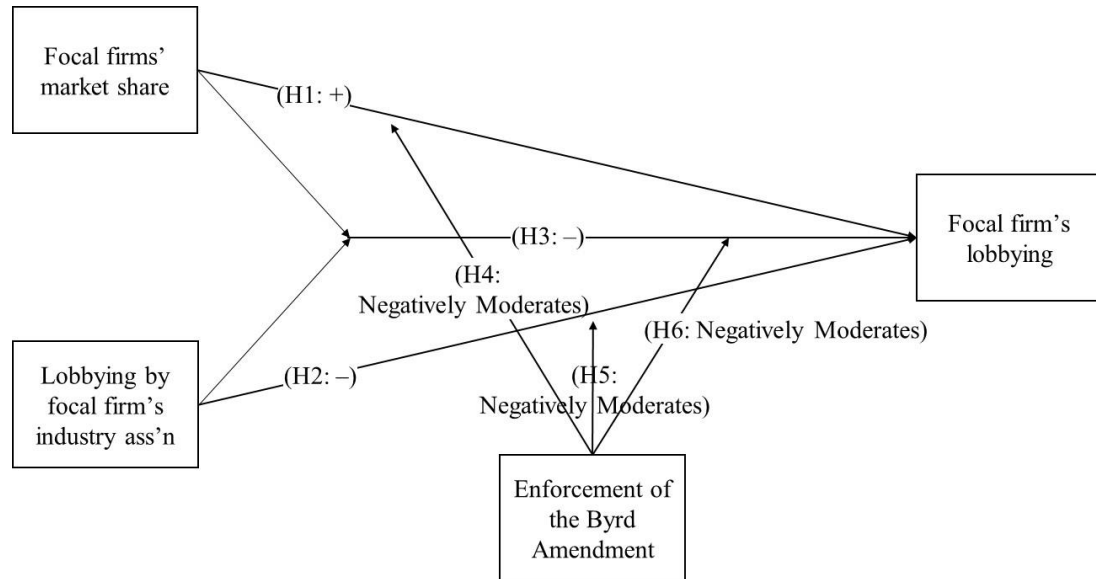 Focal firms’
market share
(H1: +)
Focal firm’s
lobbying
(H3: –)
(H4:
Negatively Moderates)
(H6: Negatively Moderates)
Lobbying by
focal firm’s
industry ass’n
(H2: –)
(H5:
Negatively Moderates)
Enforcement of
the Byrd
Amendment